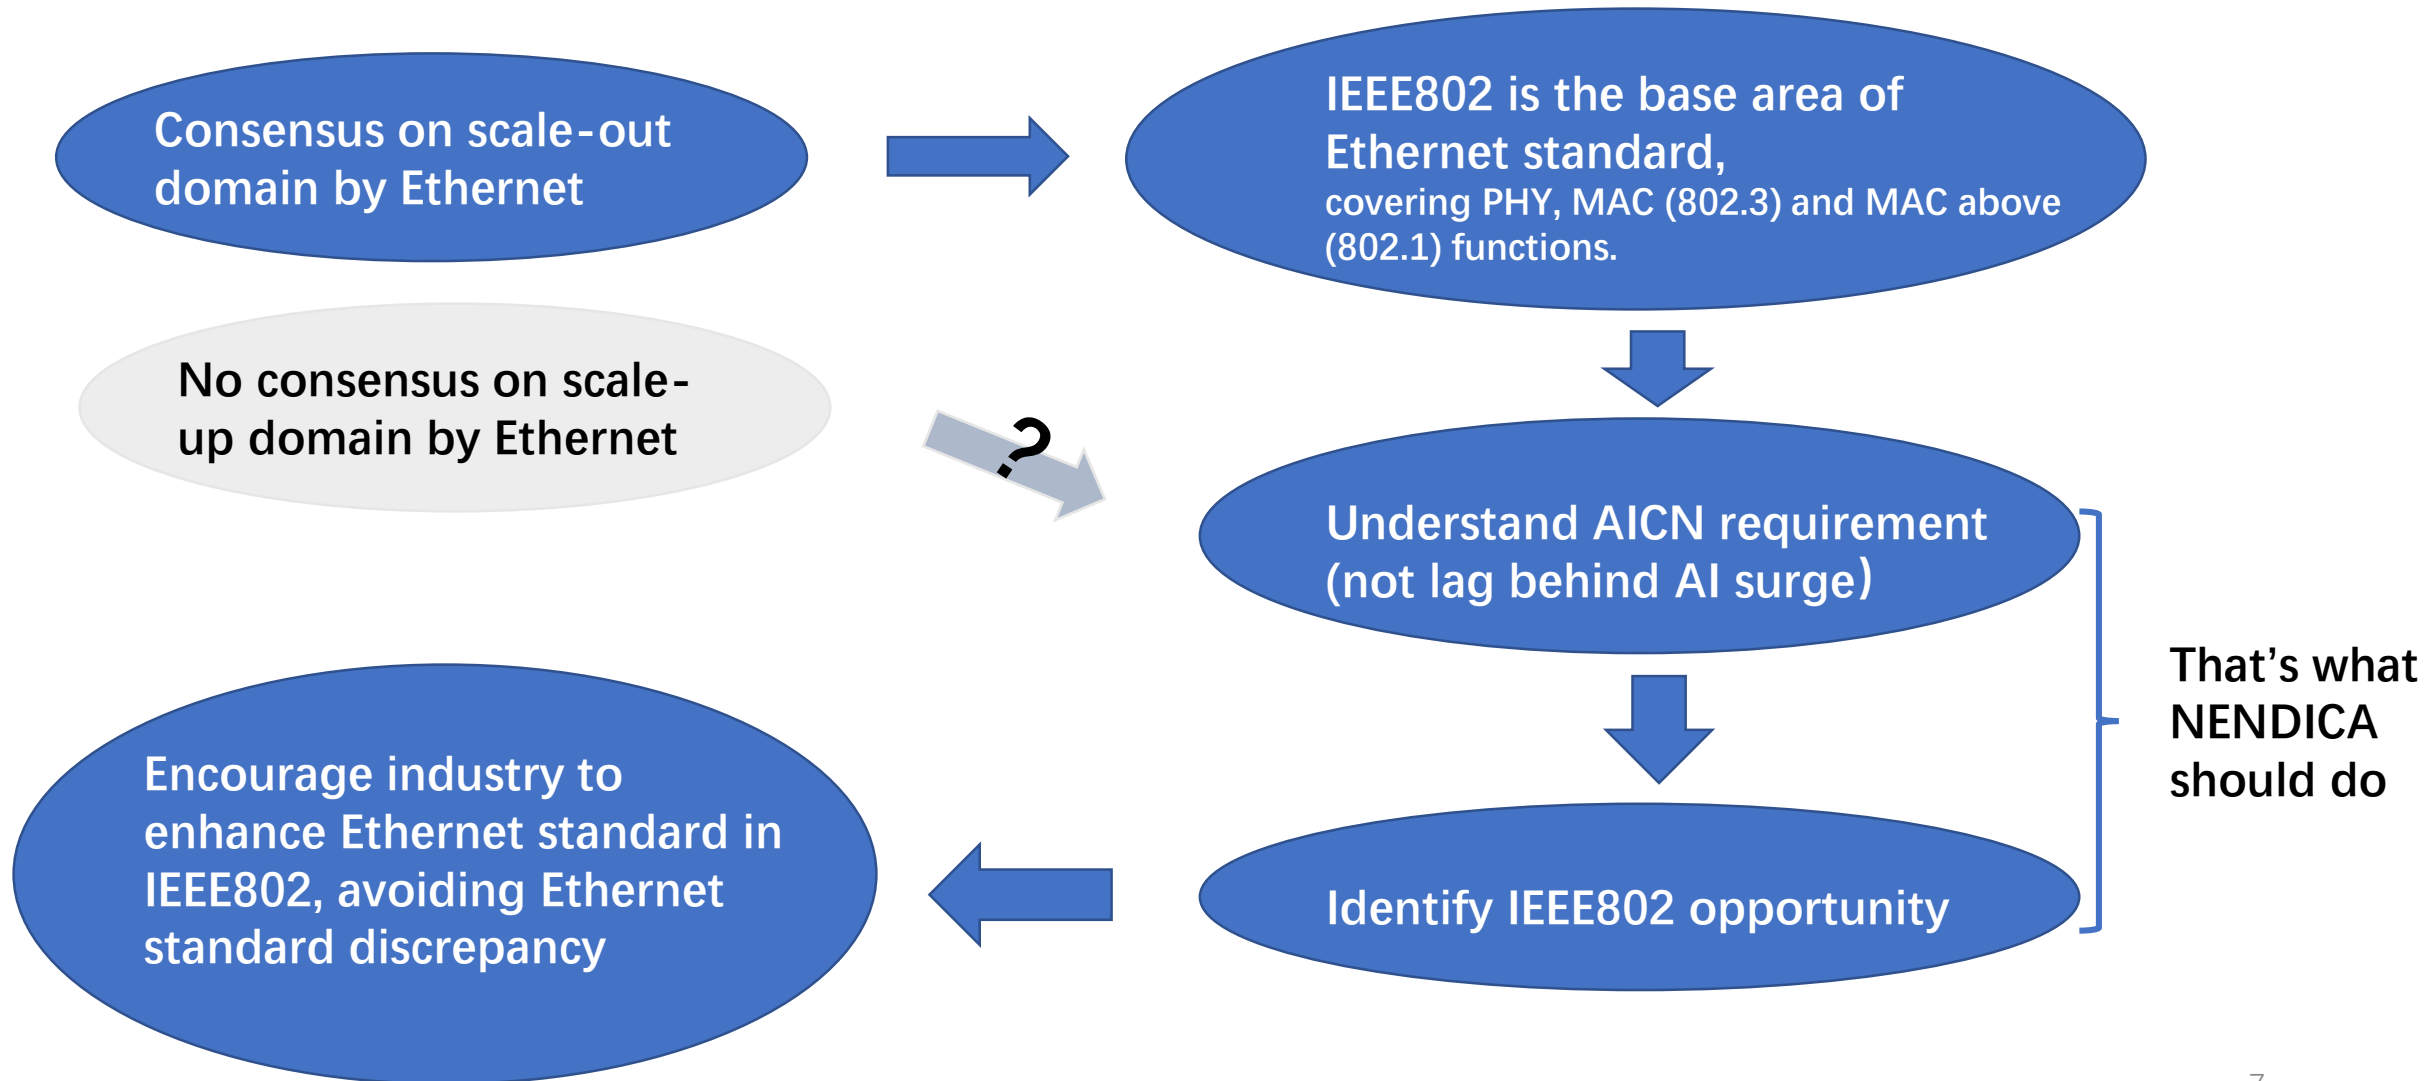 Consensus on scale-out
domain by Ethernet
IEEE802 is the base area of
Ethernet standard,
covering PHY, MAC (802.3) and MAC above
(802.1) functions.
No consensus on scale-
up domain by Ethernet
?
Understand AICN requirement
(not lag behind AI surge)
That’s what
NENDICA
should do
Identify IEEE802 opportunity
Encourage industry to
enhance Ethernet standard in
IEEE802, avoiding Ethernet
standard discrepancy
7